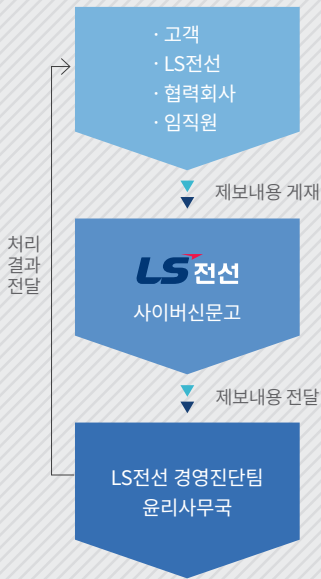 · 고객
· LS전선
· 협력회사
· 임직원
제보내용 게재
처리
결과
전달
LS전선
사이버신문고
제보내용 전달
LS전선 경영진단팀
윤리사무국